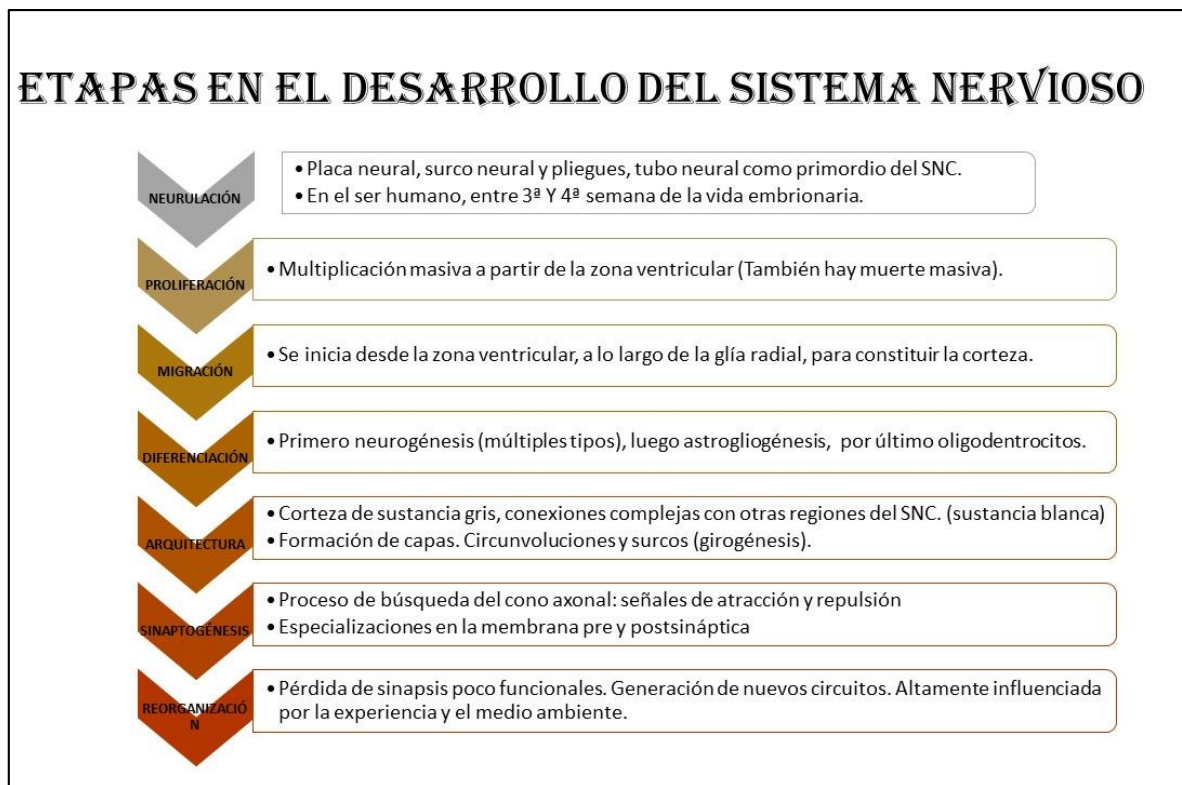 ETAPAS EN EL DESARROLLO DEL SISTEMA NERVIOSO
NEURULACIÓN
• Placa neural, surco neural y pliegues, tubo neural como primordio del SNC.
• En el ser humano, entre 3ª Y 4ª semana de la vida embrionaria.
PROLIFERACIÓN
• Multiplicación masiva a partir de la zona ventricular (También hay muerte masiva).
MIGRACIÓN
• Se inicia desde la zona ventricular, a lo largo de la glía radial, para constituir la corteza.
DIFERENCIACIÓN
• Primero neurogénesis (múltiples tipos), luego astrogliogénesis, por último oligodentrocitos.
ARQUITECTURA
• Corteza de sustancia gris, conexiones complejas con otras regiones del SNC. (sustancia blanca)
• Formación de capas. Circunvoluciones y surcos (girogénesis).
SINAPTOGÉNESIS
• Proceso de búsqueda del cono axonal: señales de atracción y repulsión
• Especializaciones en la membrana pre y postsináptica
REORGANIZACIÓ
N
• Pérdida de sinapsis poco funcionales. Generación de nuevos circuitos. Altamente influenciada
por la experiencia y el medio ambiente.